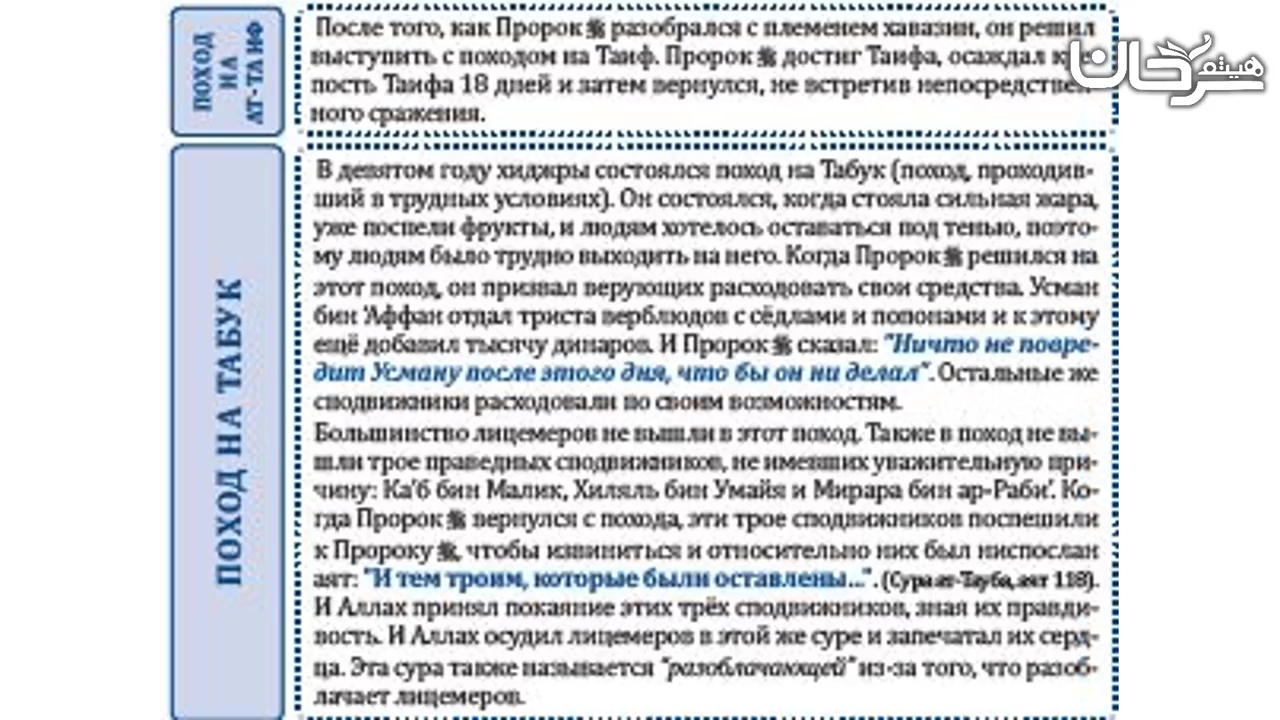 ПОХОД
НА
АТ-ТАИФ
После того, как Пророк ﷺ разобрался с племенем хавазин, он решил
выступить с походом на Таиф. Пророк ﷺ достиг Таифа, осаждал кре-
пость Таифа 18 дней и затем вернулся, не встретив непосредствен-
ного сражения.
هیتو
سرگان
ПОХОД НА ТАБУК
В девятом году хиджры состоялся поход на Табук (поход, проходив-
ший в трудных условиях). Он состоялся, когда стояла сильная жара,
уже поспели фрукты, и людям хотелось оставаться под тенью, поэто-
му людям было трудно выходить на него. Когда Пророк ﷺ решился на
этот поход, он призвал верующих расходовать свои средства. Усман
бин ‘Аффан отдал триста верблюдов с сёдлами и попонами и к этому
ещё добавил тысячу динаров. И Пророк ﷺ сказал: "Ничто не повре-
дит Усману после этого дня, что бы он ни делал". Остальные же
сподвижники расходовали по своим возможностям.
Большинство лицемеров не вышли в этот поход. Также в поход не вы-
шли трое праведных сподвижников, не имевших уважительную при-
чину: Ка‘б бин Малик, Хиляль бин Умайя и Мирара бин ар-Раби‘. Ко-
гда Пророк ﷺ вернулся с похода, эти трое сподвижников поспешили
к Пророку ﷺ, чтобы извиниться и относительно них был ниспослан
аят: "И тем троим, которые были оставлены...". (Сура ат-Тауба, аят 118).
И Аллах принял покаяние этих трёх сподвижников, зная их правди-
вость. И Аллах осудил лицемеров в этой же суре и запечатал их серд-
ца. Эта сура также называется "разоблачающей" из-за того, что разоб-
лачает лицемеров.